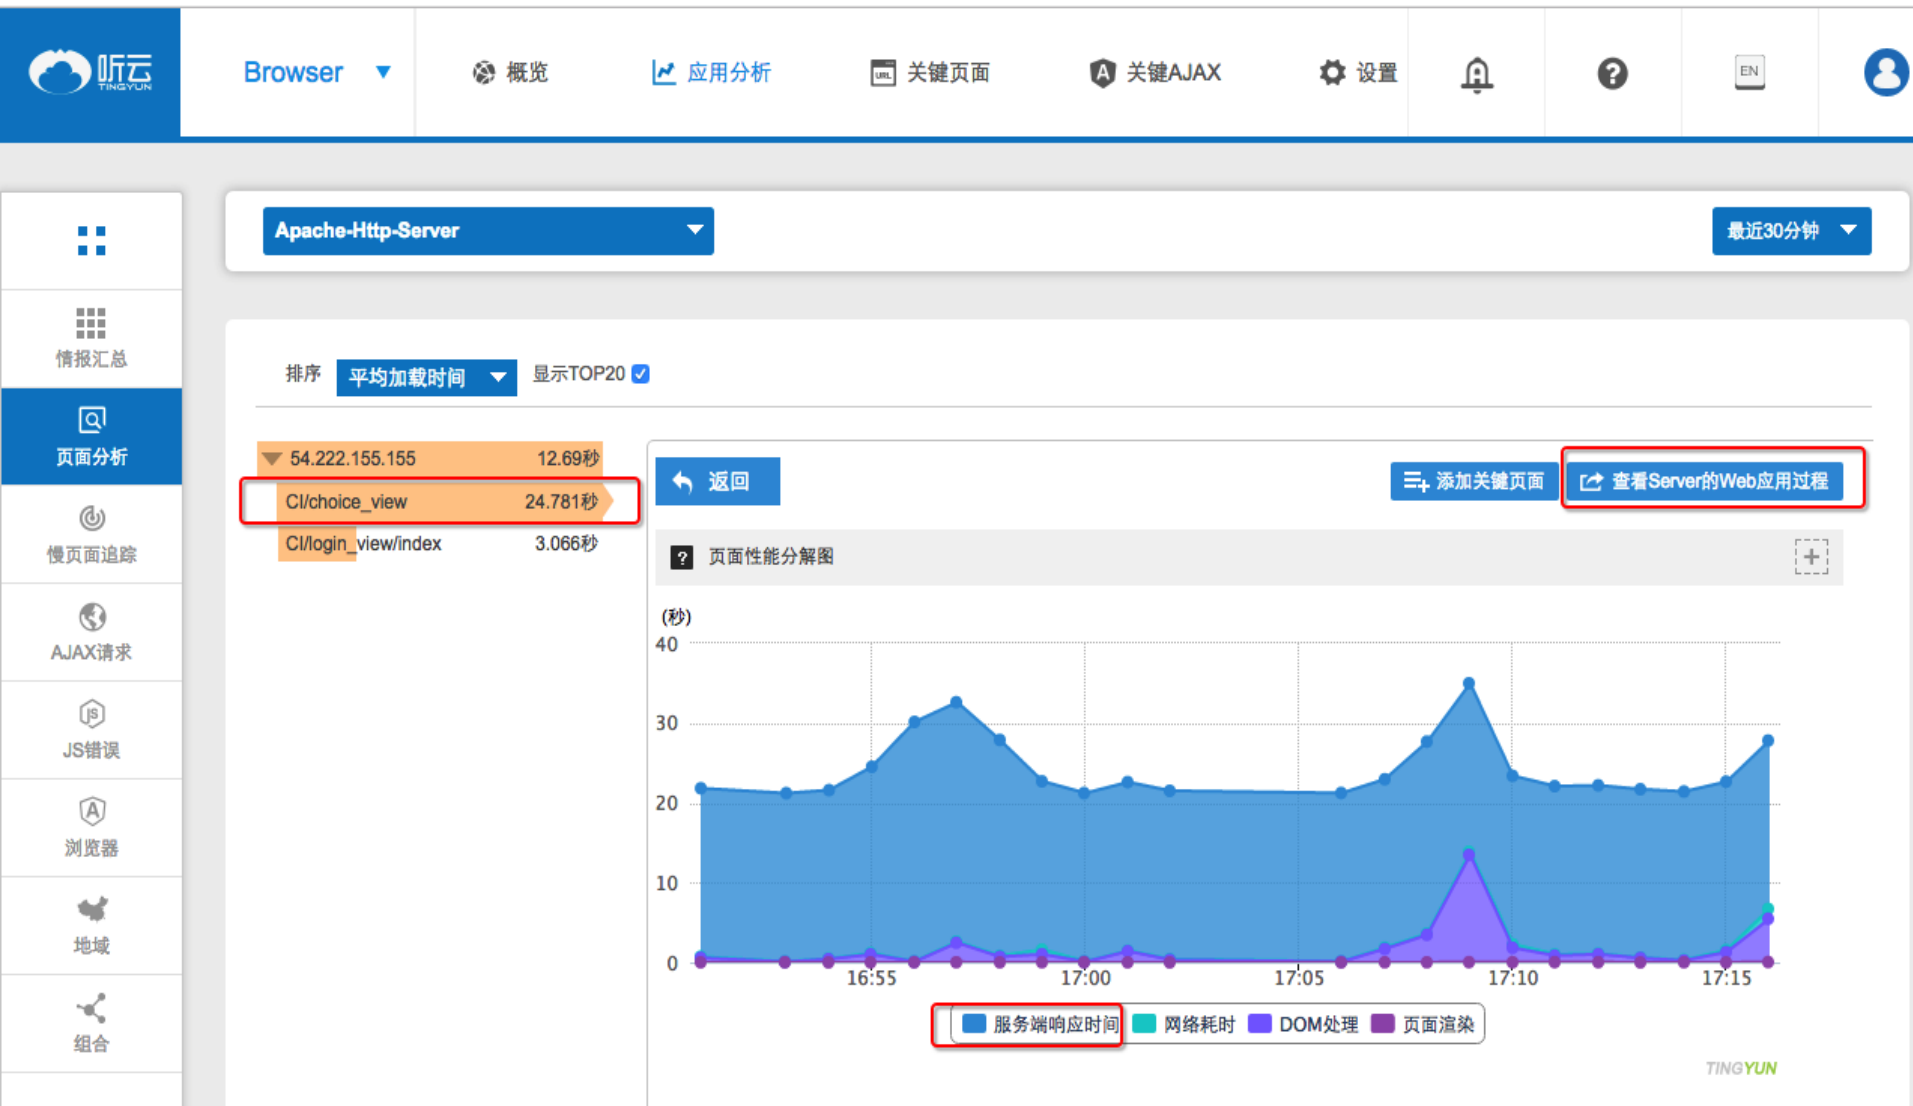 听云
TINGYUN
Browser
概览
应用分析
URL 关键页面
A 关键AJAX
设置
EN
Apache-Http-Server
最近30分钟
情报汇总
页面分析
慢页面追踪
AJAX请求
JS
JS错误
A
浏览器
地域
组合
排序 平均加载时间 显示TOP20
54.222.155.155 12.69秒
CI/choice_view 24.781秒
CI/login_view/index 3.066秒
返回
添加关键页面
查看Server的Web应用过程
? 页面性能分解图
(秒)
40
30
20
10
0
16:55 17:00 17:05 17:10 17:15
服务端响应时间 网络耗时 DOM处理 页面渲染
TINGYUN